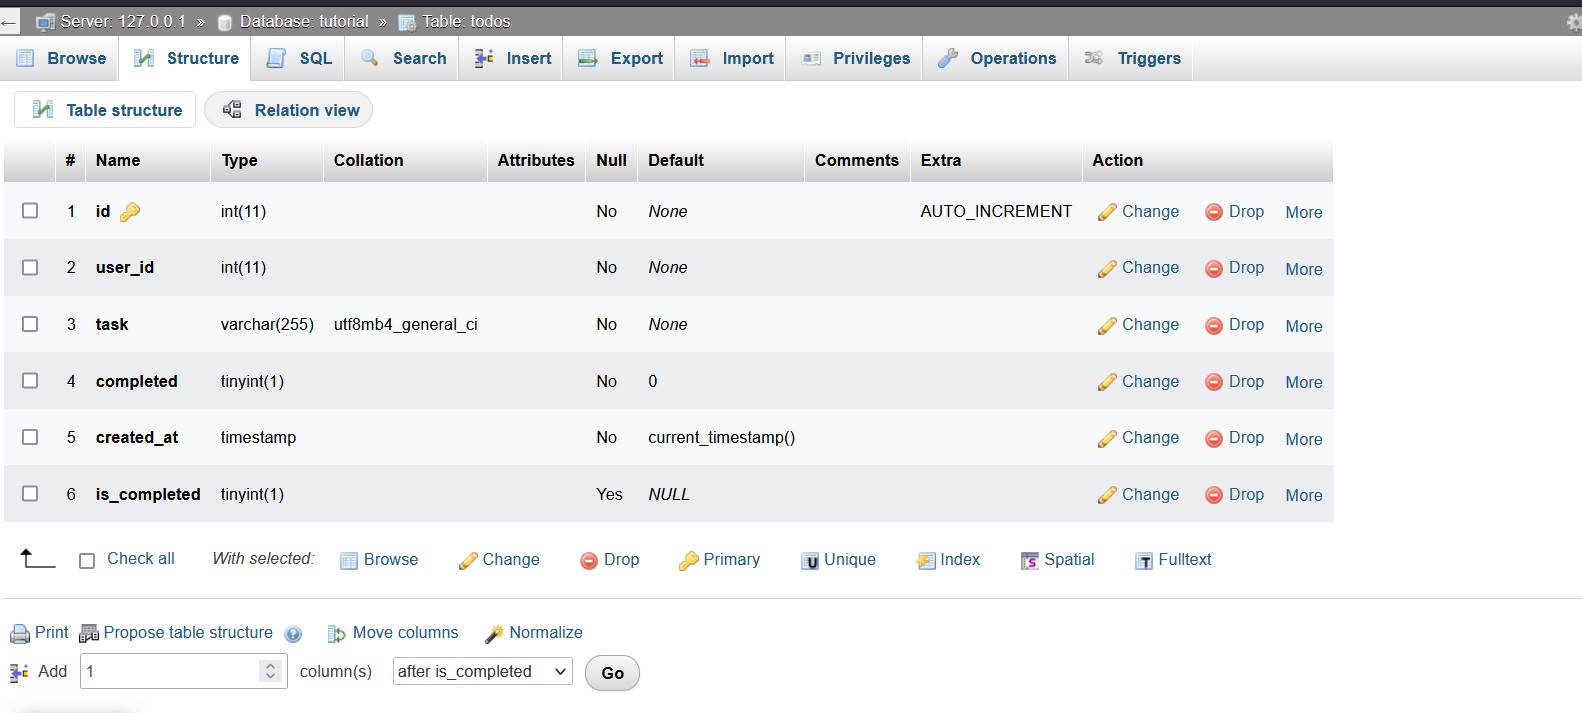 Server: 127.0.0.1 » Database: tutorial » Table: todos
Browse Structure SQL Search Insert Export Import Privileges Operations Triggers
Table structure Relation view
# Name Type Collation Attributes Null Default Comments Extra Action
1 id int(11) No None AUTO_INCREMENT Change Drop More
2 user_id int(11) No None Change Drop More
3 task varchar(255) utf8mb4_general_ci No None Change Drop More
4 completed tinyint(1) No 0 Change Drop More
5 created_at timestamp No current_timestamp() Change Drop More
6 is_completed tinyint(1) Yes NULL Change Drop More
Check all With selected: Browse Change Drop Primary Unique Index Spatial Fulltext
Print Propose table structure Move columns Normalize
Add 1 column(s) after is_completed Go